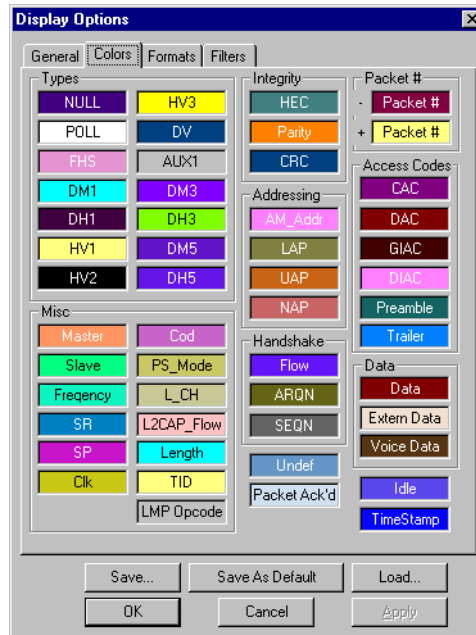 Display Options
General Colors Formats Filters
Types
NULL HV3
POLL DV
FHS AUX1
DM1 DM3
DH1 DH3
HV1 DM5
HV2 DH5
Integrity
HEC
Parity
CRC
Packet #
- Packet #
+ Packet #
Addressing
AM_Addr
LAP
UAP
NAP
Access Codes
CAC
DAC
GIAC
DIAC
Preamble
Trailer
Misc
Master Cod
Slave PS_Mode
Freqency L_CH
SR L2CAP_Flow
SP Length
Clk TID
LMP Opcode
Handshake
Flow
ARQN
SEQN
Undef
Packet Ack'd
Data
Data
Extern Data
Voice Data
Idle
TimeStamp
Save... Save As Default Load...
OK Cancel Apply